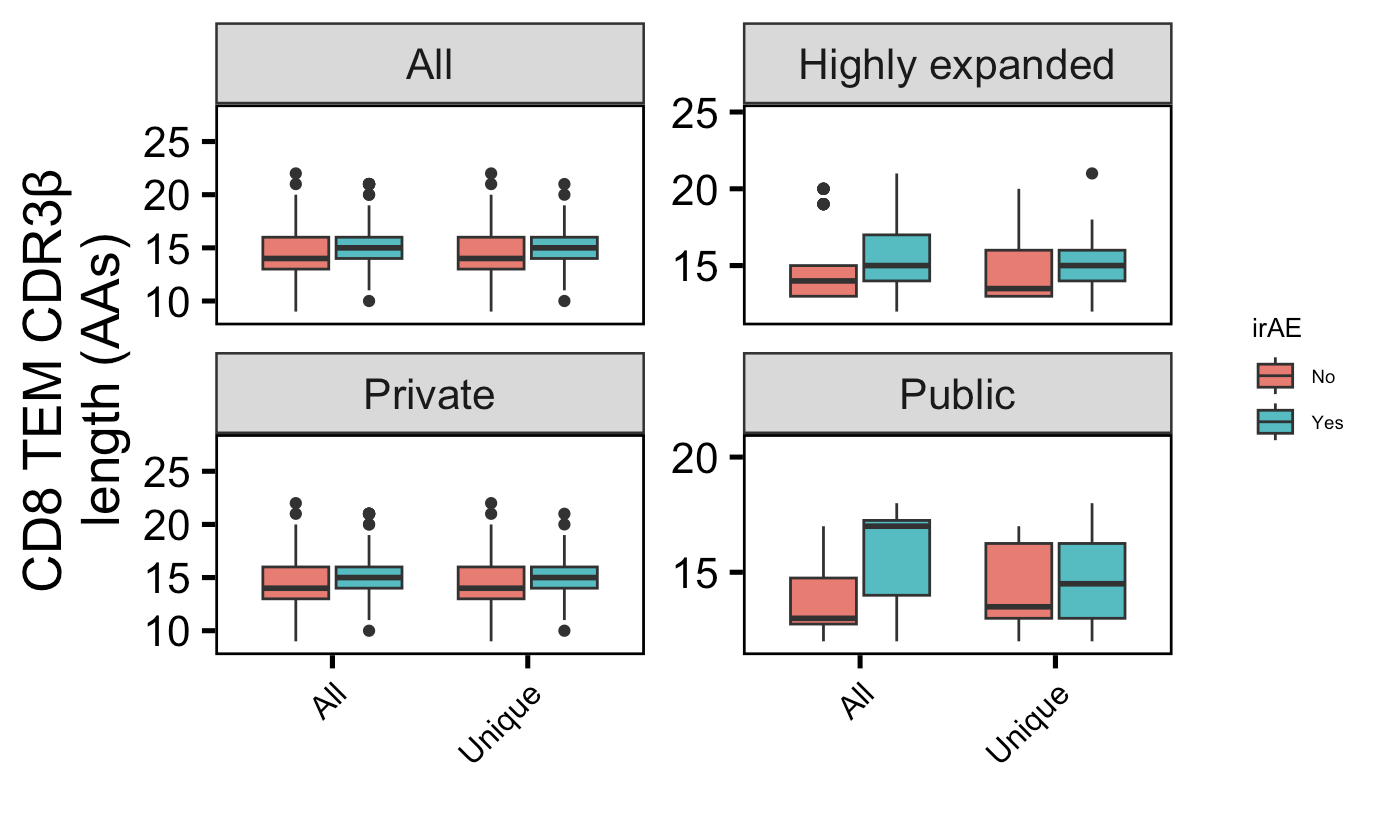 CD8 TEM CDR3β
length (AAs)
All
25
20
15
10
Highly expanded
25
20
15
Private
25
20
15
10
All
Unique
Public
20
15
All
Unique
irAE
No
Yes